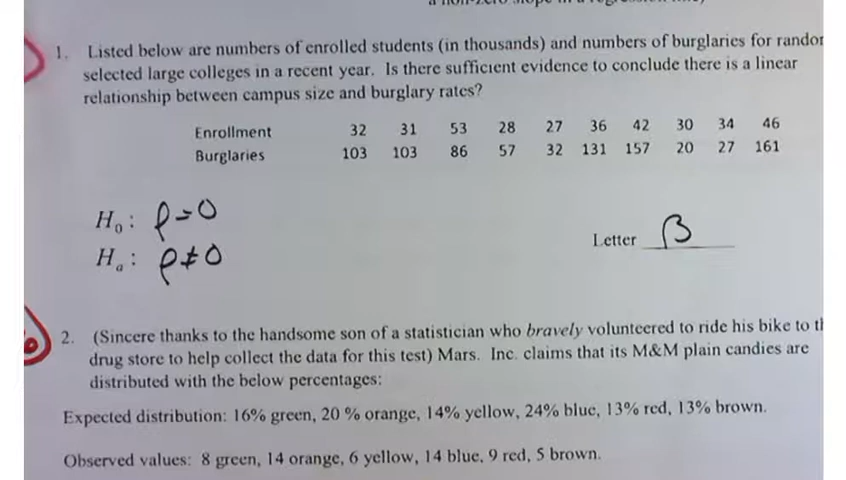 1. Listed below are numbers of enrolled students (in thousands) and numbers of burglaries for
selected large colleges in a recent year. Is there sufficient evidence to conclude there is a linear
relationship between campus size and burglary rates?
Enrollment 32 31 53 28 27 36 42 30 34 46
Burglaries 103 103 86 57 32 131 157 20 27 161
H₀: ρ=0
Hₐ: ρ≠0
Letter B
2. (Sincere thanks to the handsome son of a statistician who bravely volunteered to ride his bike to
drug store to help collect the data for this test) Mars. Inc. claims that its M&M plain candies are
distributed with the below percentages:
Expected distribution: 16% green, 20 % orange, 14% yellow, 24% blue, 13% red, 13% brown.
Observed values: 8 green, 14 orange, 6 yellow, 14 blue, 9 red, 5 brown.